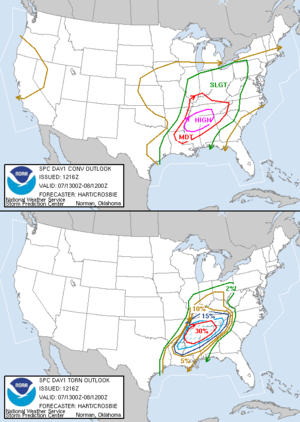 SLGT
HIGH
MDT
SPC DAY1 CONV OUTLOOK
ISSUED: 1216Z
VALID: 07/1300Z-08/1200Z
FORECASTER: HART/CROSBIE
National Weather Service
Storm Prediction Center Norman, Oklahoma
NOAA
2%
10%
15%
30%
5%
SPC DAY1 TORN OUTLOOK
ISSUED: 1216Z
VALID: 07/1300Z-08/1200Z
FORECASTER: HART/CROSBIE
National Weather Service
Storm Prediction Center Norman, Oklahoma
NOAA